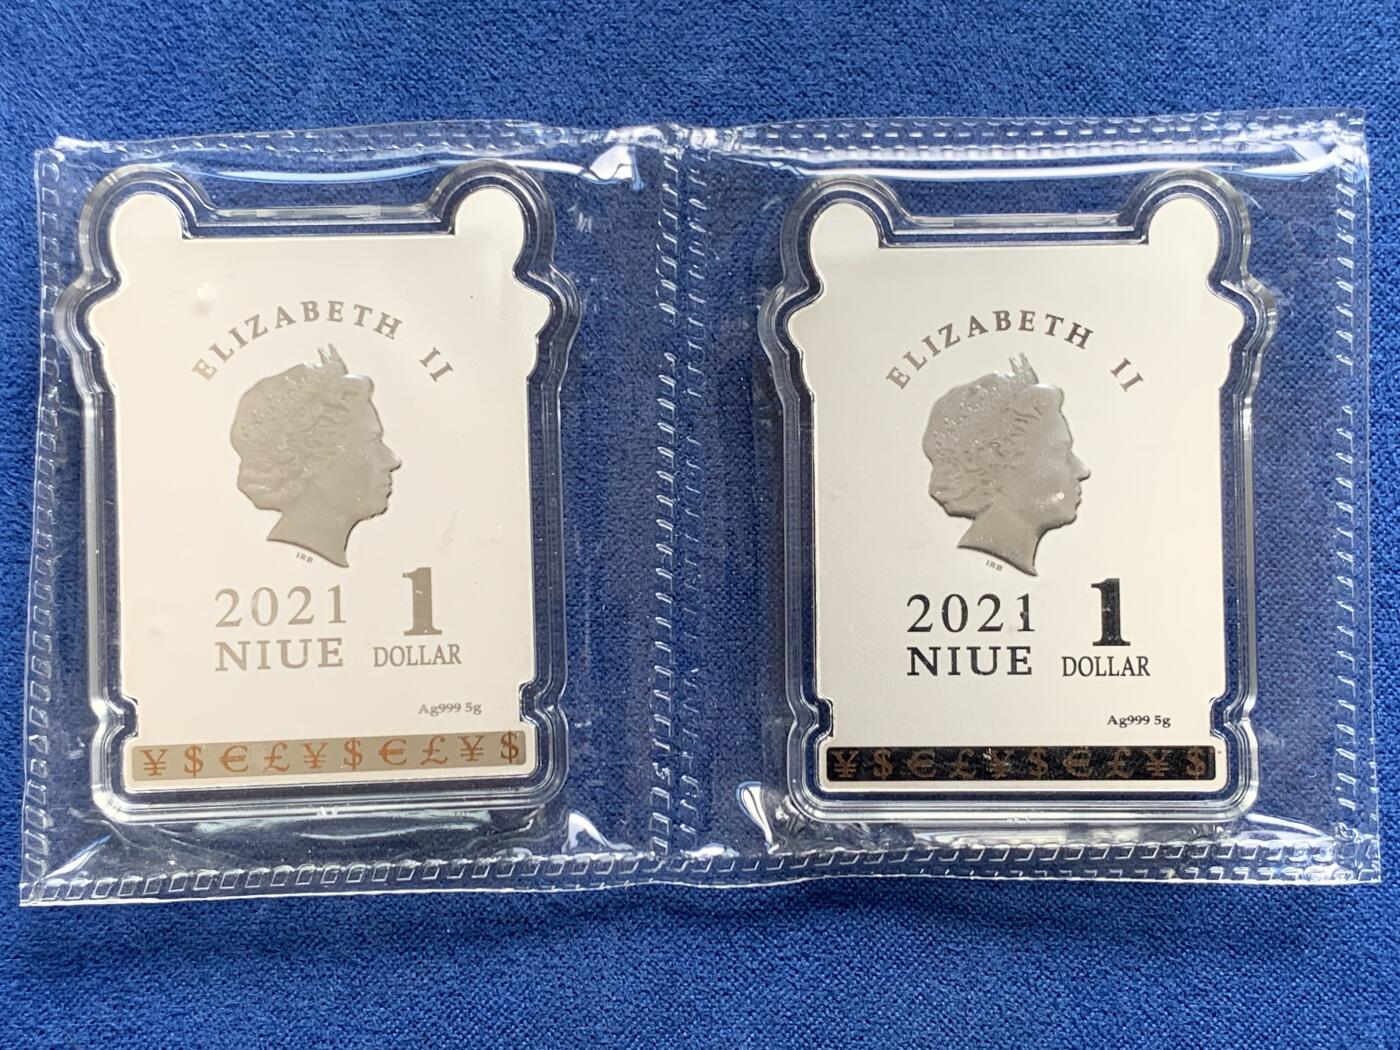 ELIZABETH II
IRB
2021
NIUE
1
DOLLAR
Ag999 5g
¥ $ € £ ¥ $ € £ ¥ $
ELIZABETH II
IRB
2021
NIUE
1
DOLLAR
Ag999 5g
¥ $ € £ ¥ $ € £ ¥ $